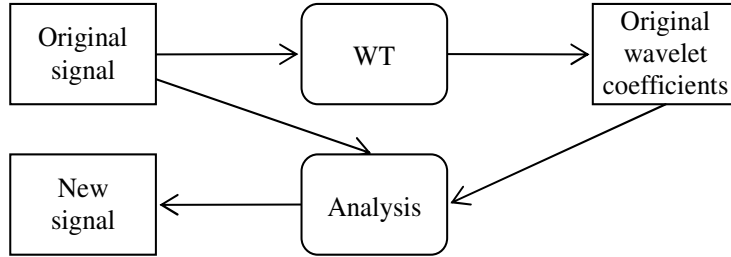 Original
signal
WT
Original
wavelet
coefficients
New
signal
Analysis